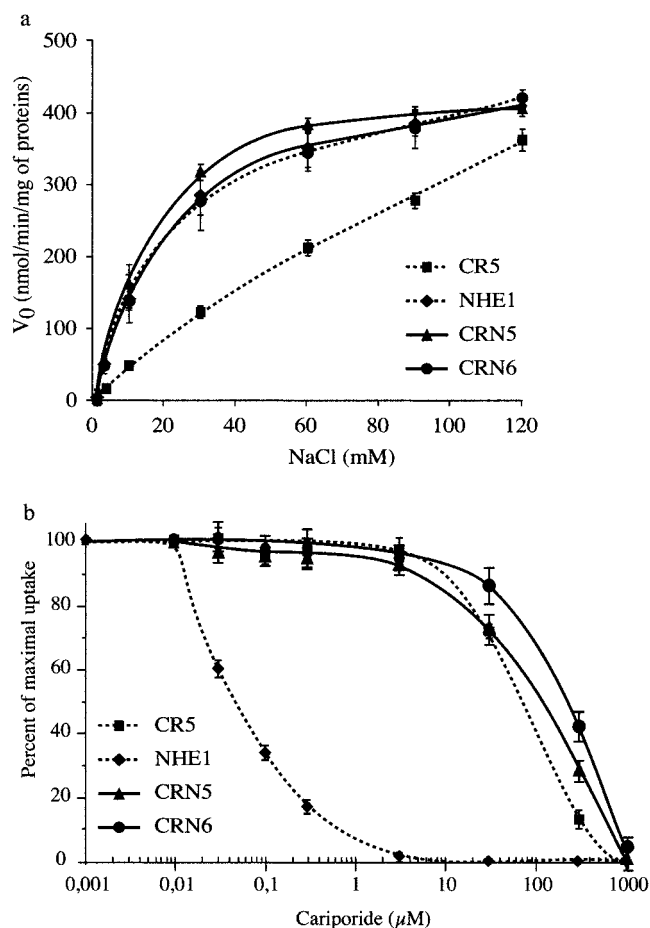 a
500
400
300
200
100
0
V0 (nmol/min/mg of proteins)
CR5
NHE1
CRN5
CRN6
0 20 40 60 80 100 120
NaCl (mM)
b
100
80
60
40
20
0
Percent of maximal uptake
CR5
NHE1
CRN5
CRN6
0,001 0,01 0,1 1 10 100 1000
Cariporide (μM)